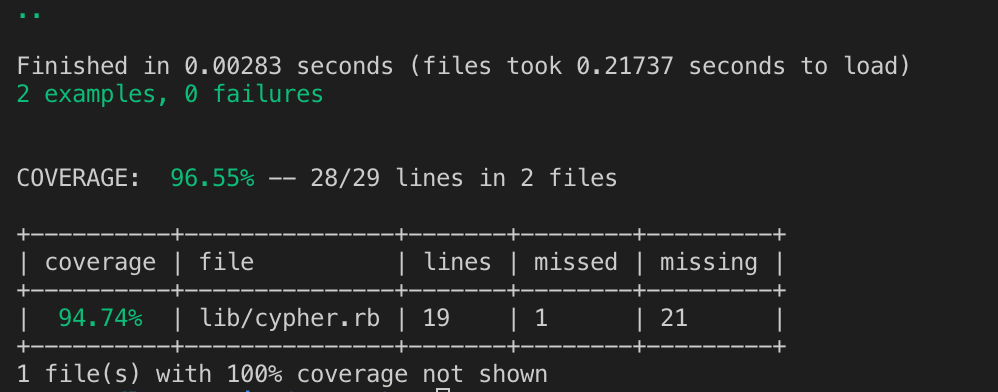 ..
Finished in 0.00283 seconds (files took 0.21737 seconds to load)
2 examples, 0 failures
COVERAGE:  96.55% -- 28/29 lines in 2 files
+----------+---------------+-------+--------+---------+
| coverage | file          | lines | missed | missing |
+----------+---------------+-------+--------+---------+
|  94.74%  | lib/cypher.rb | 19    | 1      | 21      |
+----------+---------------+-------+--------+---------+
1 file(s) with 100% coverage not shown